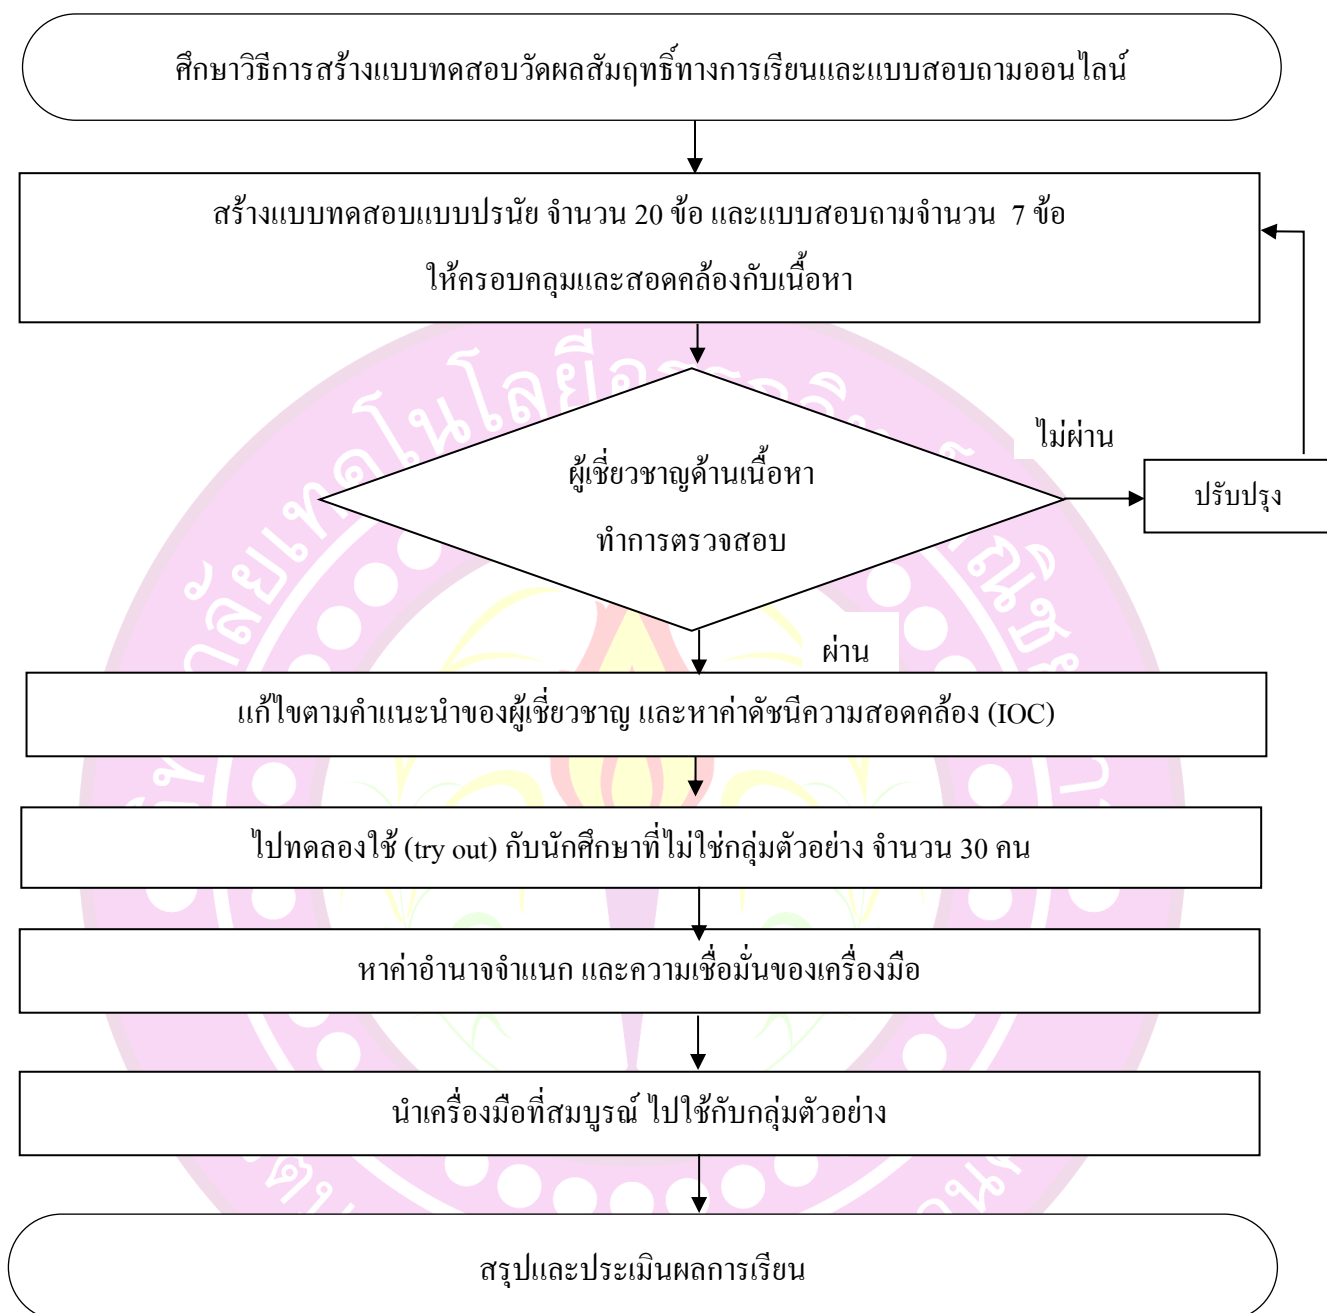 ศึกษาวิธีการสร้างแบบทดสอบวัดผลสัมฤทธิ์ทางการเรียนและแบบสอบถามออนไลน์
สร้างแบบทดสอบแบบปรนัย จำนวน 20 ข้อ และแบบสอบถามจำนวน 7 ข้อ
ให้ครอบคลุมและสอดคล้องกับเนื้อหา
ผู้เชี่ยวชาญด้านเนื้อหา
ทำการตรวจสอบ
ไม่ผ่าน
ปรับปรุง
ผ่าน
แก้ไขตามคำแนะนำของผู้เชี่ยวชาญ และหาค่าดัชนีความสอดคล้อง (IOC)
ไปทดลองใช้ (try out) กับนักศึกษาที่ไม่ใช่กลุ่มตัวอย่าง จำนวน 30 คน
หาค่าอำนาจจำแนก และความเชื่อมั่นของเครื่องมือ
นำเครื่องมือที่สมบูรณ์ ไปใช้กับกลุ่มตัวอย่าง
สรุปและประเมินผลการเรียน